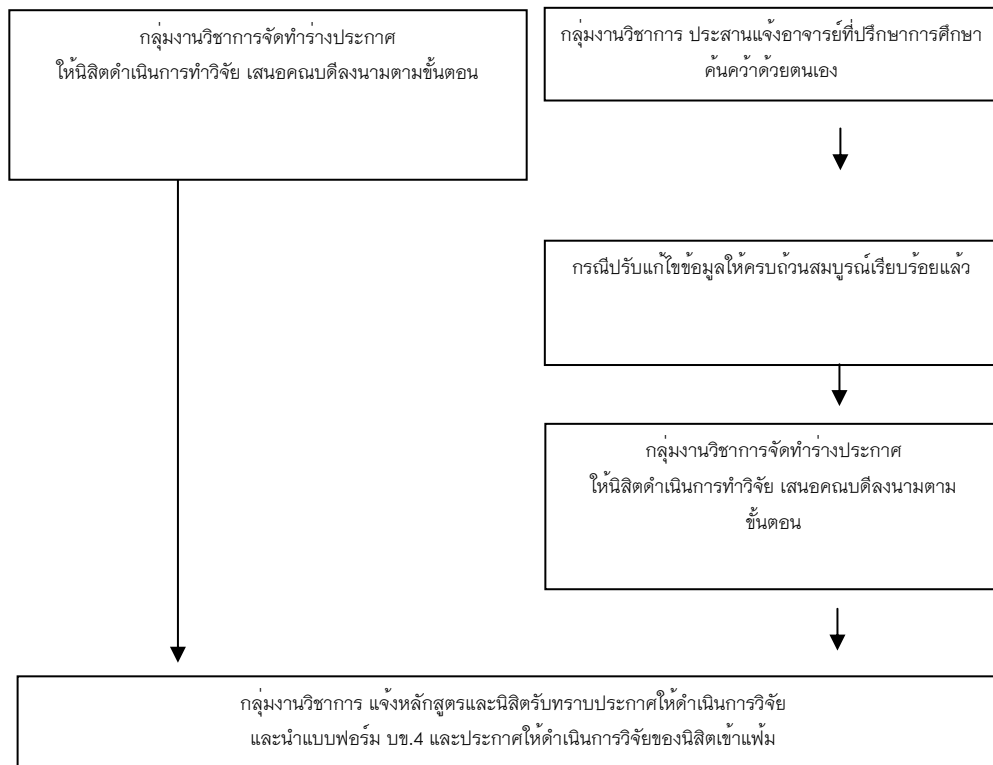 กลุ่มงานวิชาการจัดทำร่างประกาศ
ให้นิสิตดำเนินการทำวิจัย เสนอคณบดีลงนามตามขั้นตอน
กลุ่มงานวิชาการ ประสานแจ้งอาจารย์ที่ปรึกษาการศึกษา
ค้นคว้าด้วยตนเอง
กรณีปรับแก้ไขข้อมูลให้ครบถ้วนสมบูรณ์เรียบร้อยแล้ว
กลุ่มงานวิชาการจัดทำร่างประกาศ
ให้นิสิตดำเนินการทำวิจัย เสนอคณบดีลงนามตาม
ขั้นตอน
กลุ่มงานวิชาการ แจ้งหลักสูตรและนิสิตรับทราบประกาศให้ดำเนินการวิจัย
และนำแบบฟอร์ม บข.4 และประกาศให้ดำเนินการวิจัยของนิสิตเข้าแฟ้ม